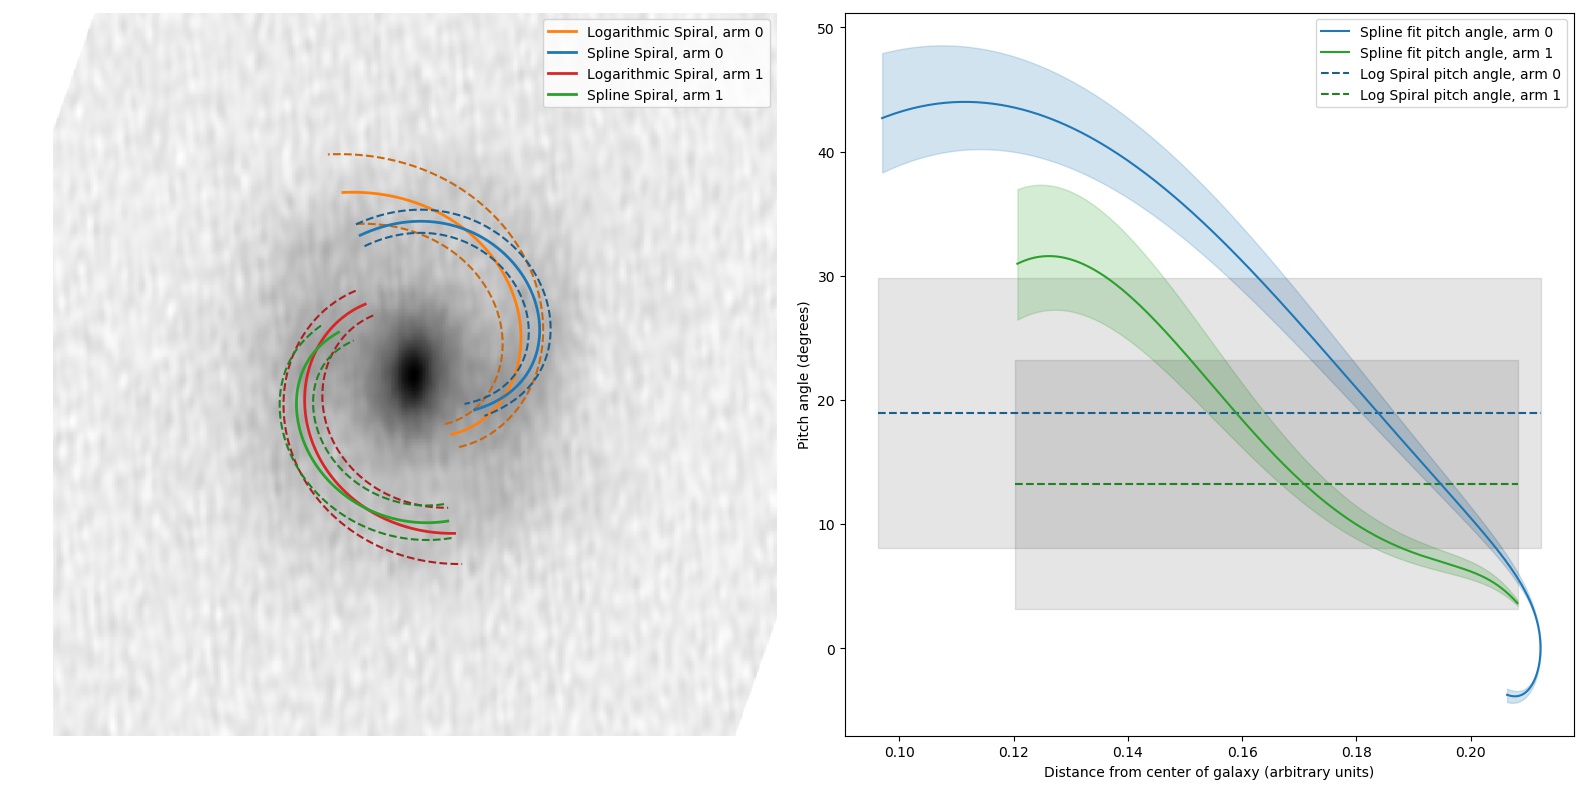 Logarithmic Spiral, arm 0
Spline Spiral, arm 0
Logarithmic Spiral, arm 1
Spline Spiral, arm 1
Spline fit pitch angle, arm 0
Spline fit pitch angle, arm 1
Log Spiral pitch angle, arm 0
Log Spiral pitch angle, arm 1
Pitch angle (degrees)
50
40
30
20
10
0
0.10 0.12 0.14 0.16 0.18 0.20
Distance from center of galaxy (arbitrary units)